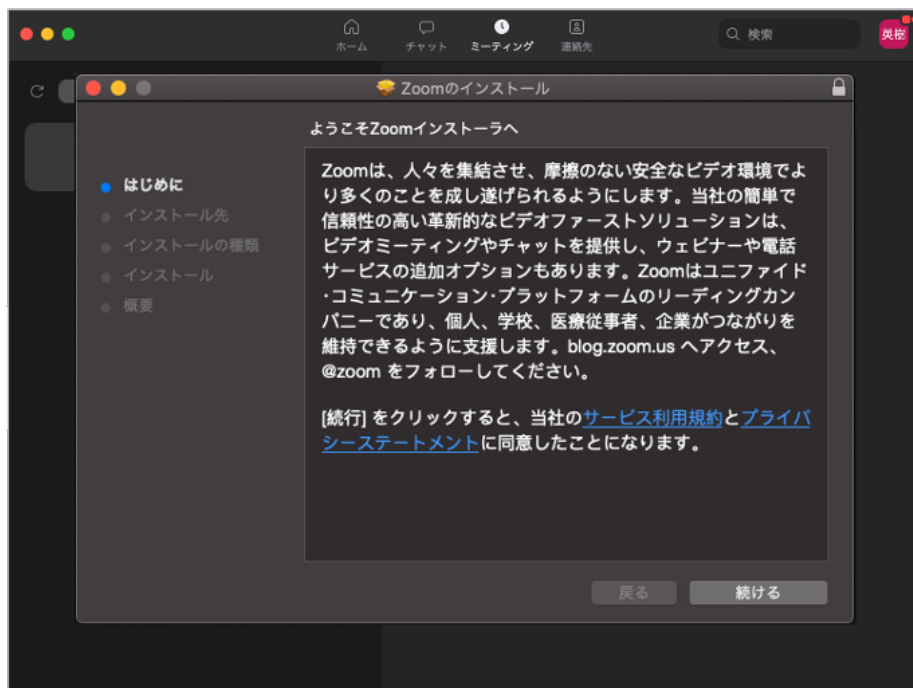 ホーム
チャット
ミーティング
連絡先
検索
英樹
Zoomのインストール
ようこそZoomインストーラへ
はじめに
インストール先
インストールの種類
インストール
概要
Zoomは、人々を集結させ、摩擦のない安全なビデオ環境でよ
り多くのことを成し遂げられるようにします。当社の簡単で
信頼性の高い革新的なビデオファーストソリューションは、
ビデオミーティングやチャットを提供し、ウェビナーや電話
サービスの追加オプションもあります。Zoomはユニファイド
·コミュニケーション·プラットフォームのリーディングカン
パニーであり、個人、学校、医療従事者、企業がつながりを
維持できるように支援します。blog.zoom.us へアクセス、
@zoom をフォローしてください。
[続行] をクリックすると、当社のサービス利用規約とプライバ
シーステートメントに同意したことになります。
戻る
続ける